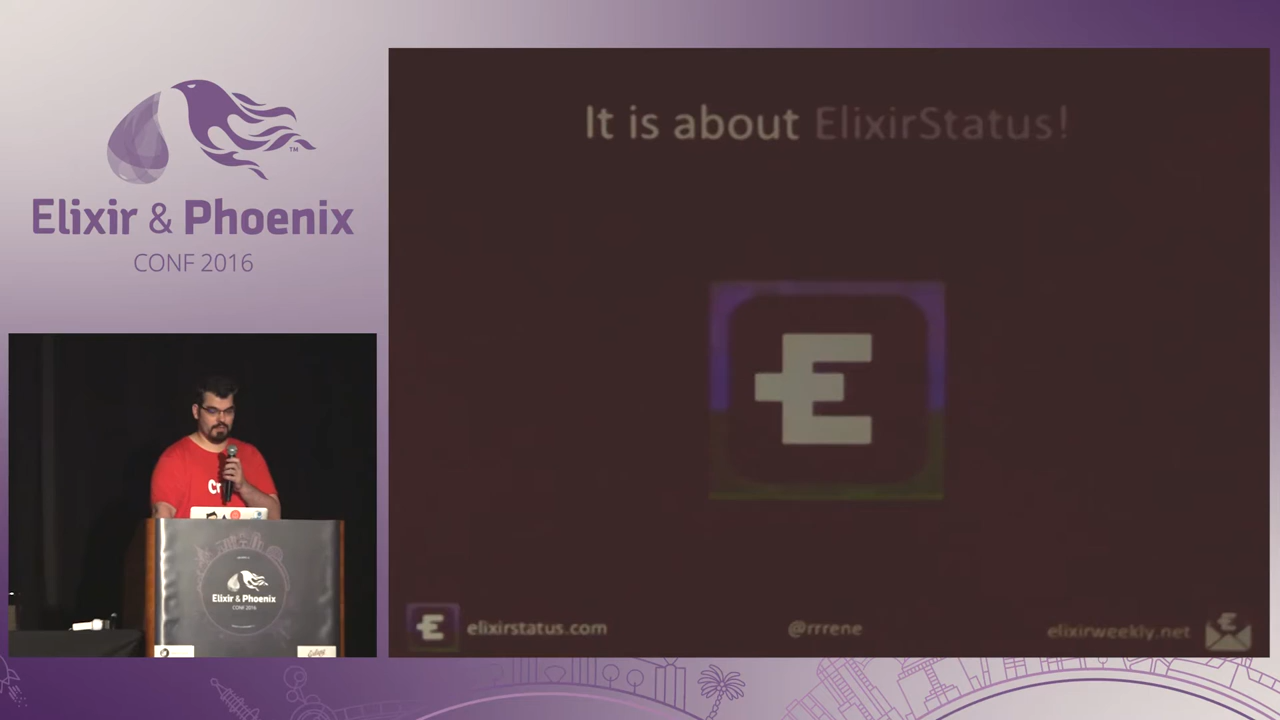 Elixir & Phoenix
CONF 2016
It is about ElixirStatus!
E
elixirstatus.com
@rrrene
elixirweekly.net
Elixir & Phoenix
CONF 2016